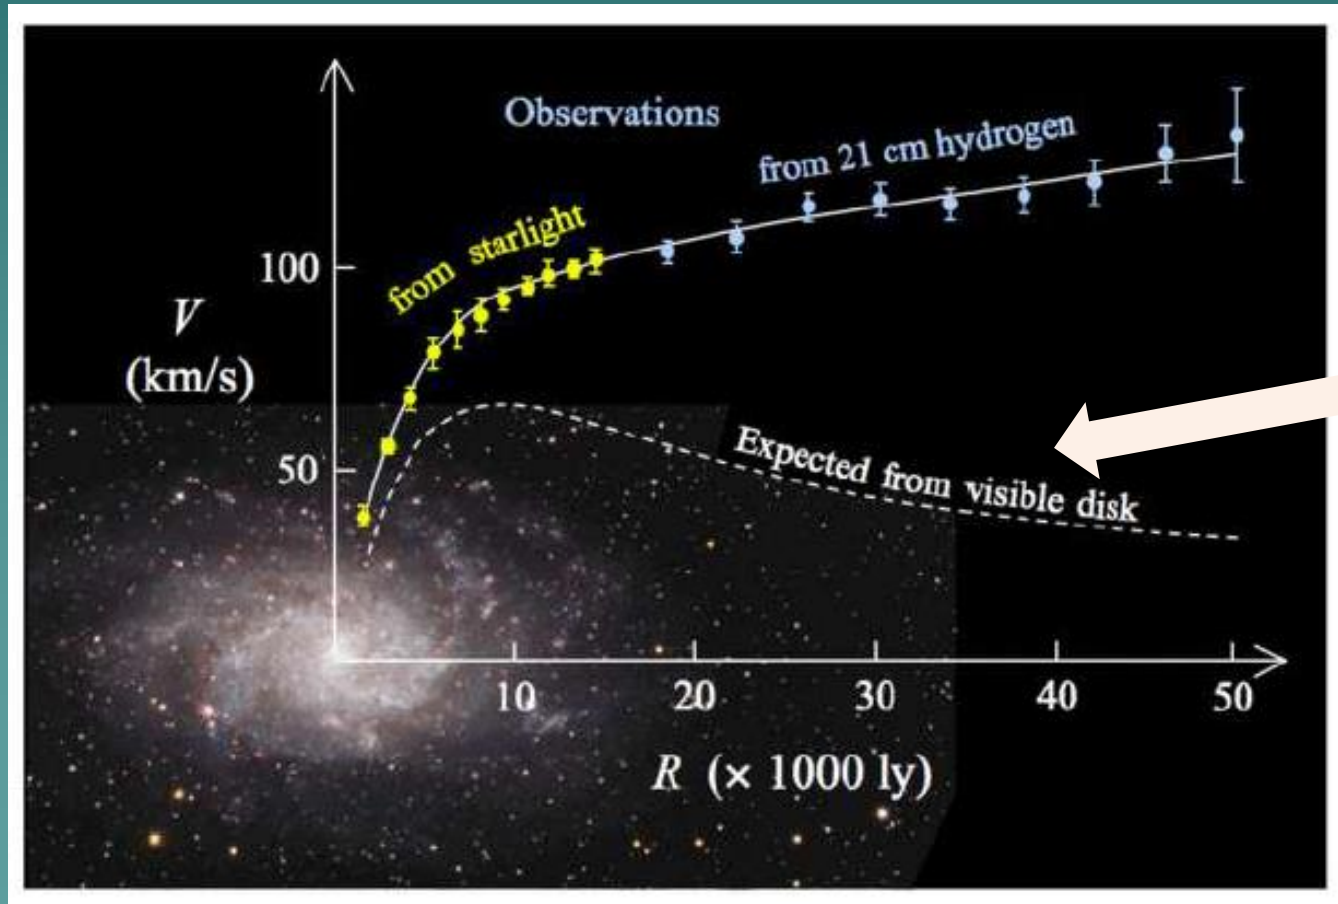 Observations
from 21 cm hydrogen
from starlight
100
V
(km/s)
50
Expected from visible disk
10
20
30
40
50
R (× 1000 ly)